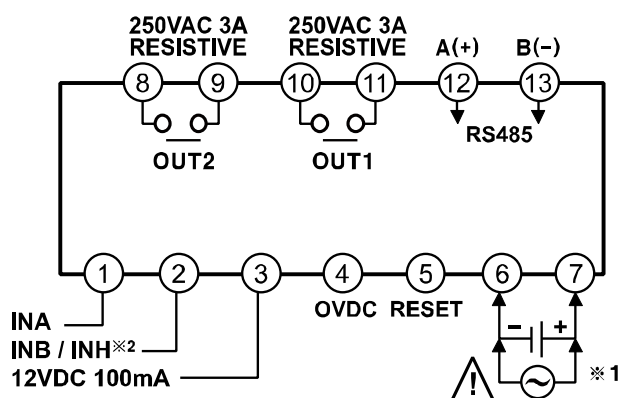 250VAC 3A 250VAC 3A
RESISTIVE RESISTIVE A(+) B(−)
8 9 10 11 12 13
RS485
OUT2 OUT1
1 2 3 4 5 6 7
INA 0VDC RESET
INB / INH※2 − +
12VDC 100mA ! ※1